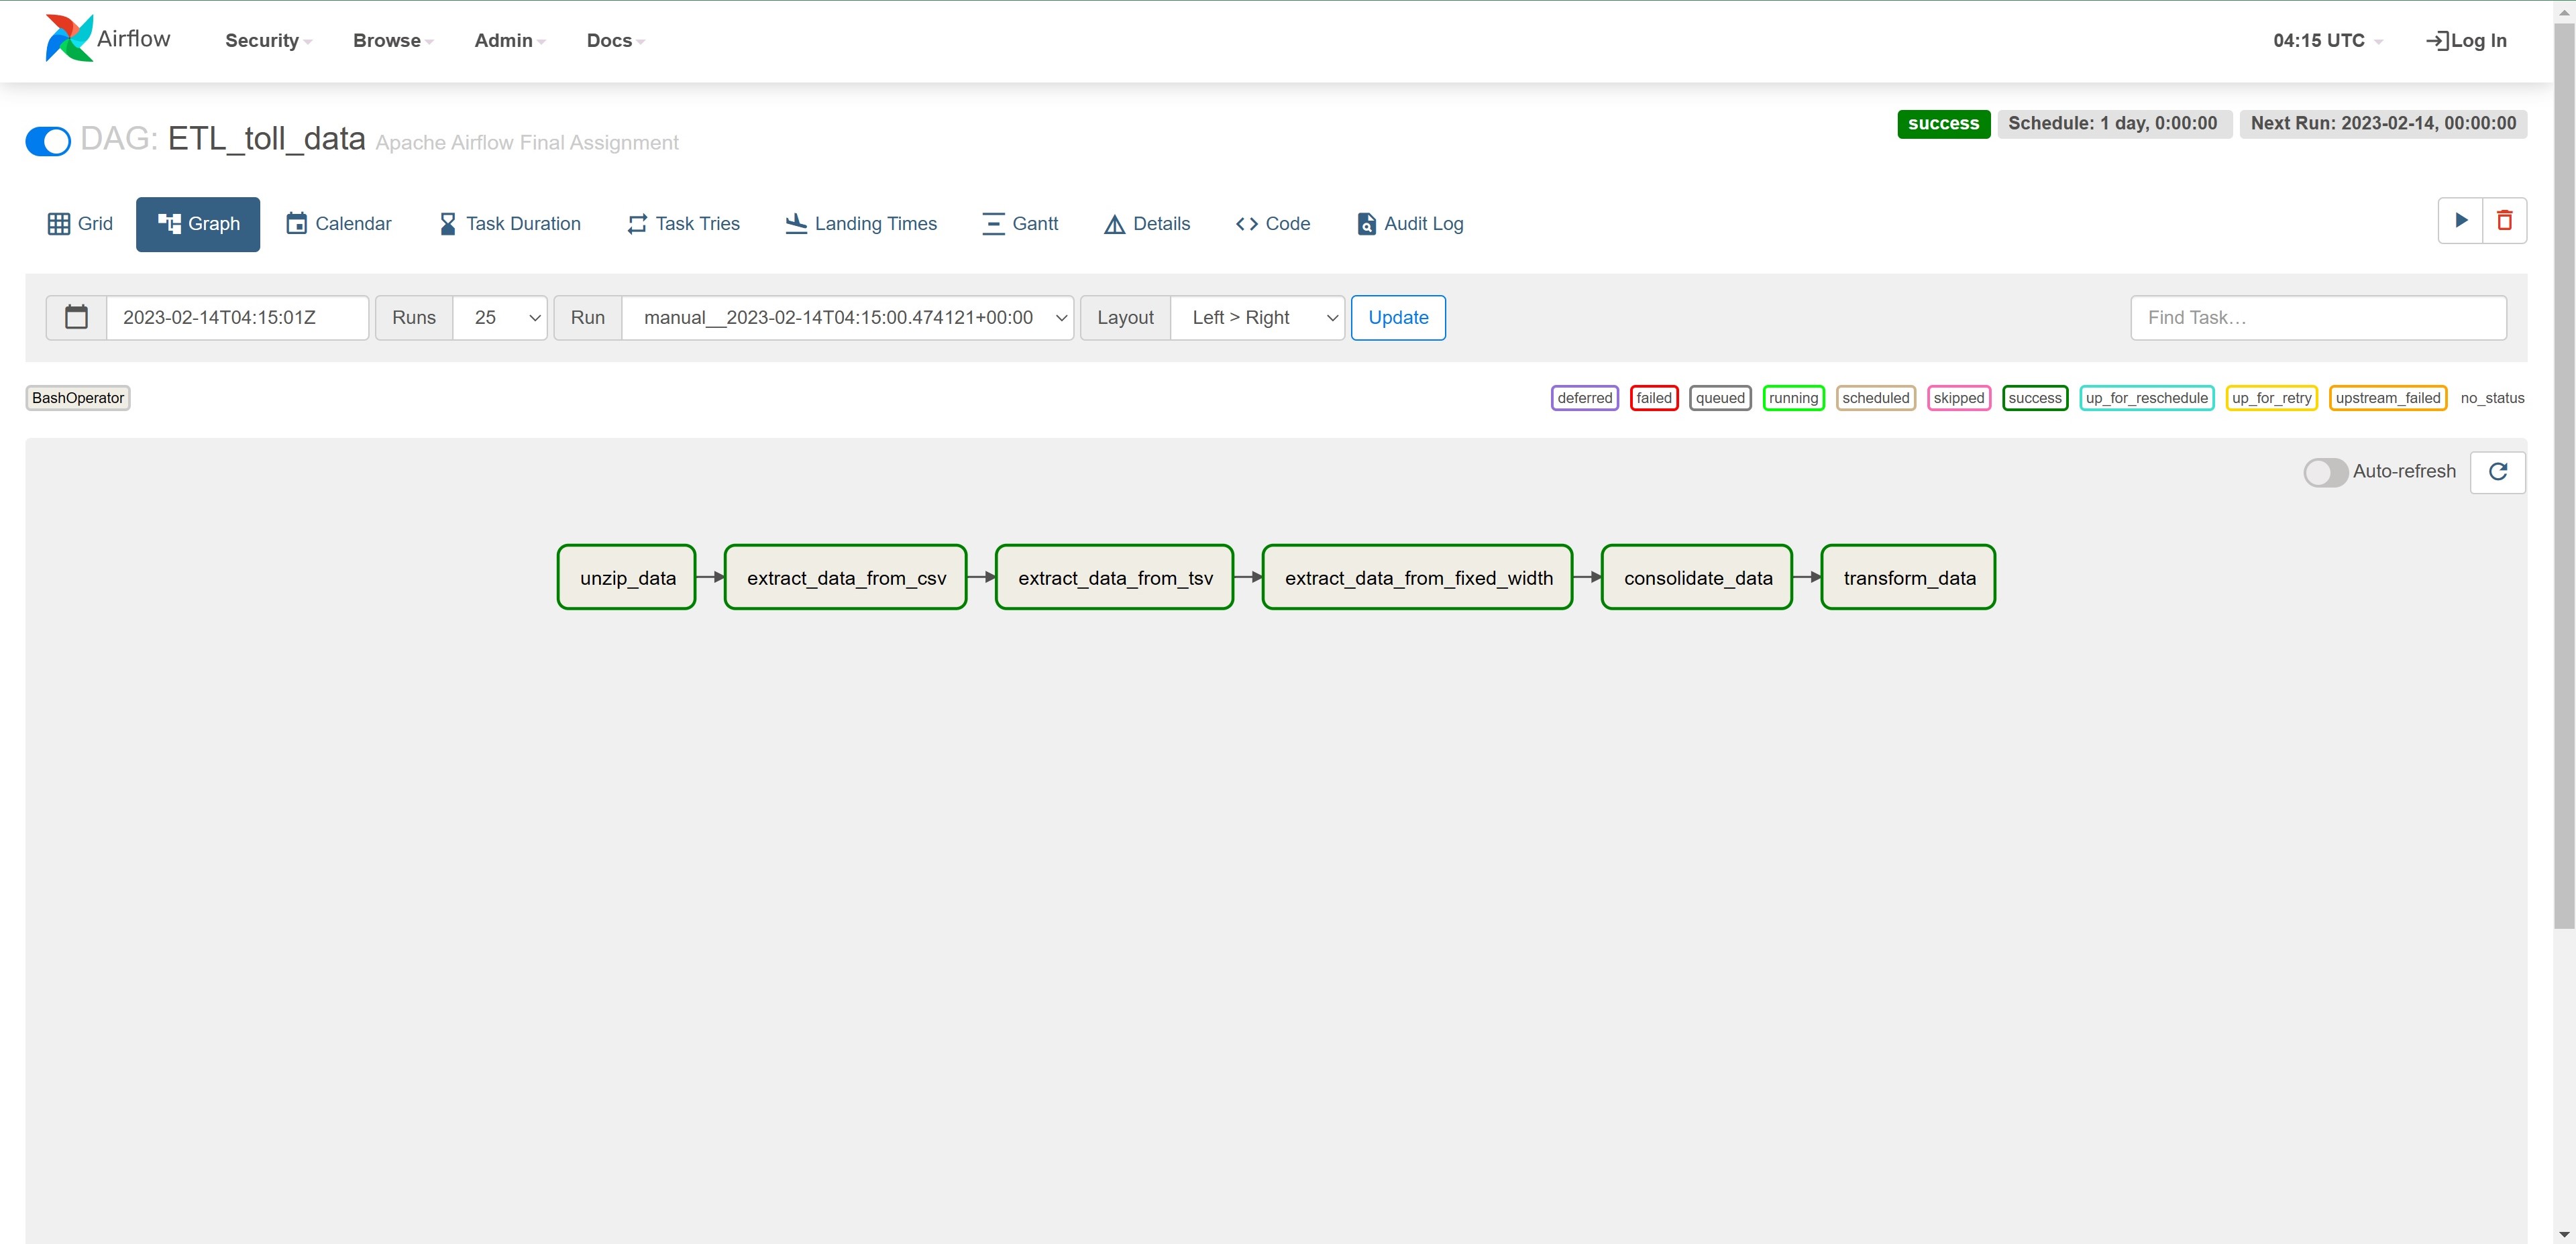 Airflow Security Browse Admin Docs 04:15 UTC Log In
DAG: ETL_toll_data Apache Airflow Final Assignment success Schedule: 1 day, 0:00:00 Next Run: 2023-02-14, 00:00:00
Grid Graph Calendar Task Duration Task Tries Landing Times Gantt Details Code Audit Log
2023-02-14T04:15:01Z Runs 25 Run manual__2023-02-14T04:15:00.474121+00:00 Layout Left > Right Update Find Task…
BashOperator deferred failed queued running scheduled skipped success up_for_reschedule up_for_retry upstream_failed no_status
Auto-refresh
unzip_data extract_data_from_csv extract_data_from_tsv extract_data_from_fixed_width consolidate_data transform_data